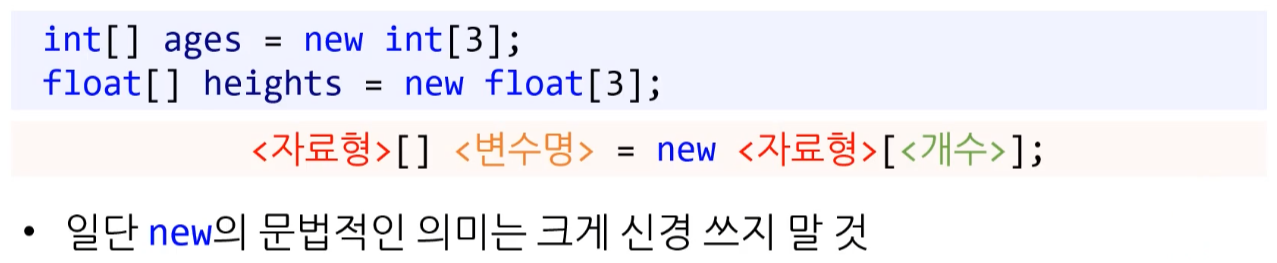 int[] ages = new int[3];
float[] heights = new float[3];
<자료형>[] <변수명> = new <자료형>[<개수>];
• 일단 new의 문법적인 의미는 크게 신경 쓰지 말 것